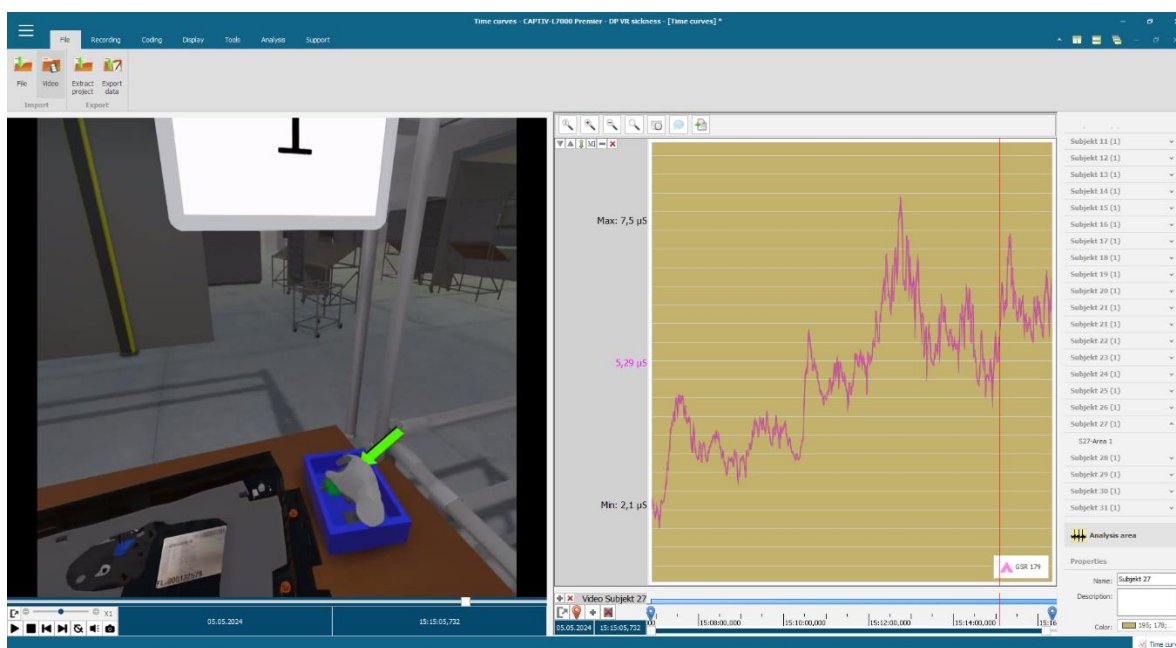 Time curves - CAPTIV-L7000 Premier - DP VR sickness - [Time curves] *
File Recording Coding Display Tools Analysis Support
File Video Extract project Export data
Import Export
MI
Max: 7,5 µS
5,29 µS
Min: 2,1 µS
GSR 179
Subjekt 11 (1)
Subjekt 12 (1)
Subjekt 13 (1)
Subjekt 14 (1)
Subjekt 15 (1)
Subjekt 16 (1)
Subjekt 17 (1)
Subjekt 18 (1)
Subjekt 19 (1)
Subjekt 20 (1)
Subjekt 21 (1)
Subjekt 21 (1)
Subjekt 22 (1)
Subjekt 23 (1)
Subjekt 24 (1)
Subjekt 25 (1)
Subjekt 26 (1)
Subjekt 27 (1)
S27-Area 1
Subjekt 28 (1)
Subjekt 29 (1)
Subjekt 30 (1)
Subjekt 31 (1)
Analysis area
Properties
Name: Subjekt 27
Description:
Color: 195; 178;...
Video Subjekt 27
05.05.2024 15:15:05,732
15:08:00,000 15:10:00,000 15:12:00,000 15:14:00,000 15:16
x1
05.05.2024 15:15:05,732
Time curv